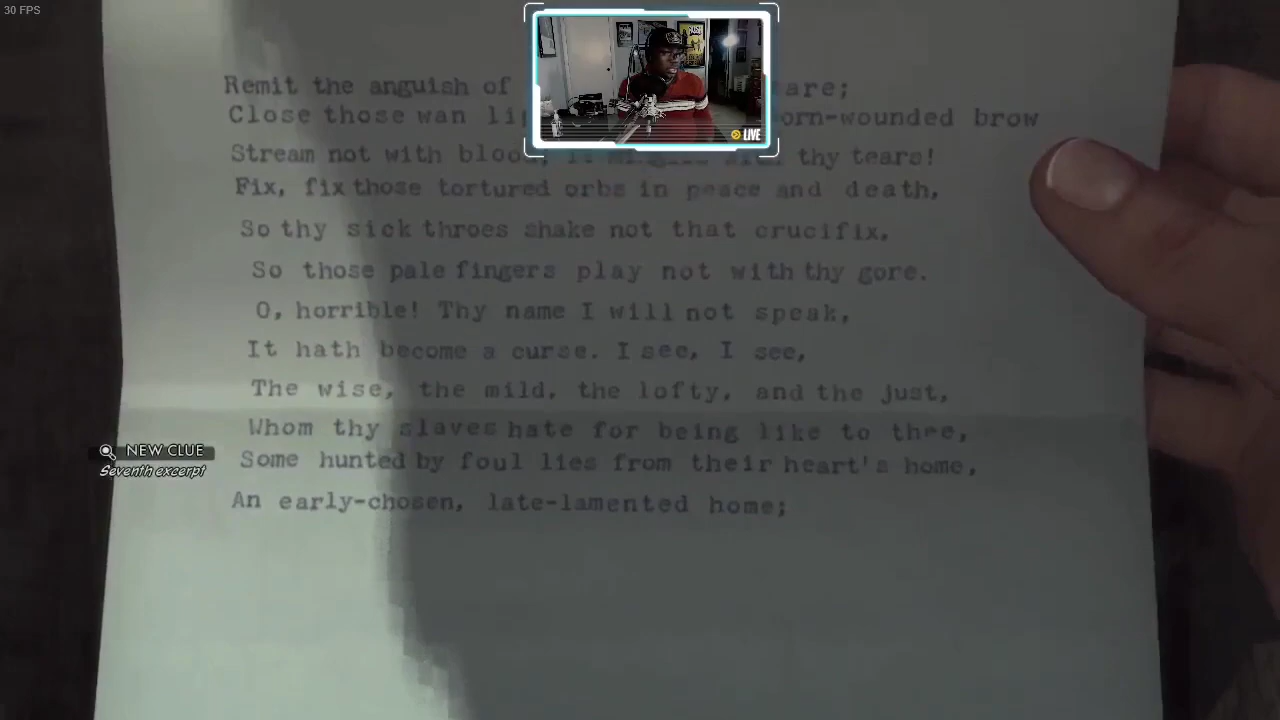 30 FPS
LIVE
Remit the anguish of are;
Close those wan li orn-wounded brow
Stream not with blood, thy tears!
Fix, fix those tortured orbs in peace and death,
So thy sick throes shake not that crucifix,
So those pale fingers play not with thy gore.
O, horrible! Thy name I will not speak,
It hath become a curse. I see, I see,
The wise, the mild, the lofty, and the just,
Whom thy slaves hate for being like to thee,
NEW CLUE
Some hunted by foul lies from their heart's home,
Seventh excerpt
An early-chosen, late-lamented home;